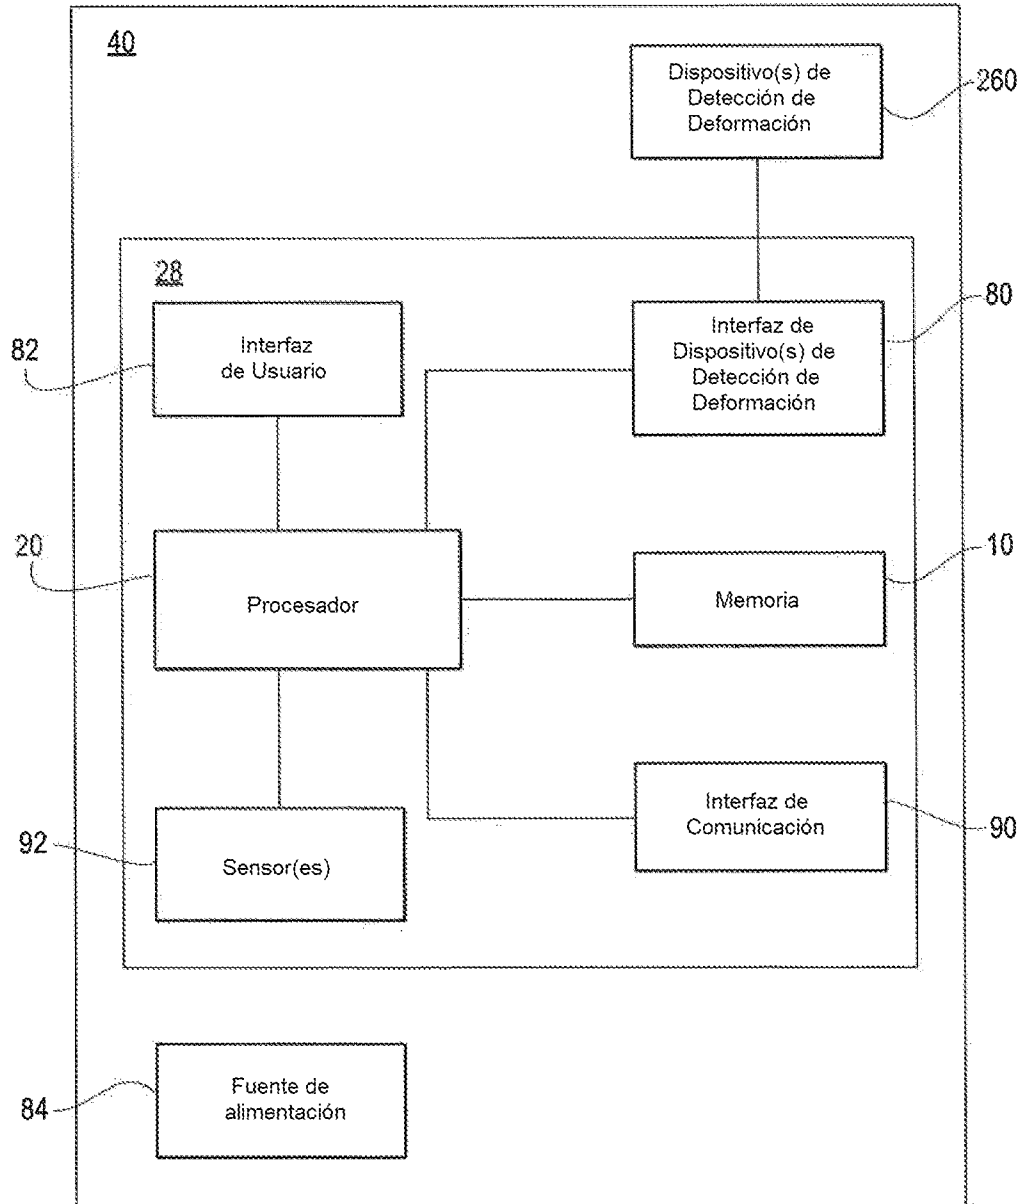 40
Dispositivo(s) de
Detección de
Deformación
260
28
82
Interfaz
de Usuario
Interfaz de
Dispositivo(s) de
Detección de
Deformación
80
20
Procesador
Memoria
10
92
Sensor(es)
Interfaz de
Comunicación
90
84
Fuente de
alimentación